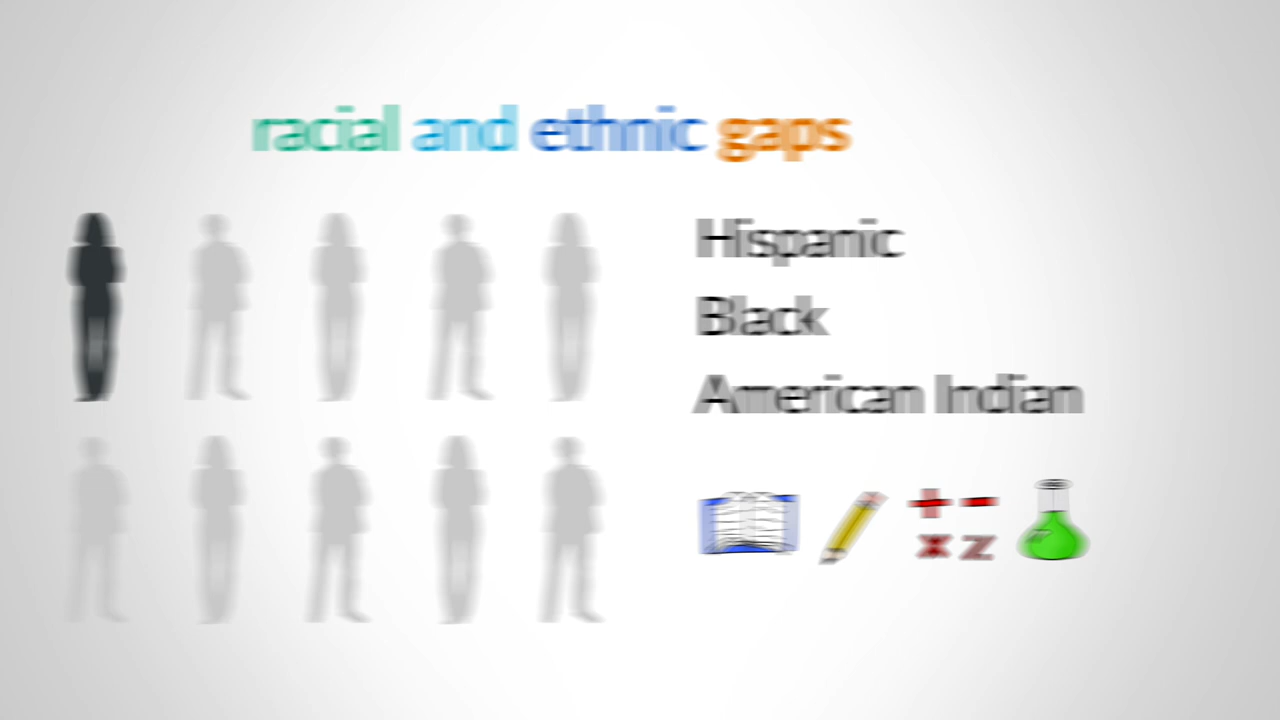 racial and ethnic gaps
Hispanic
Black
American Indian
+ -
x z